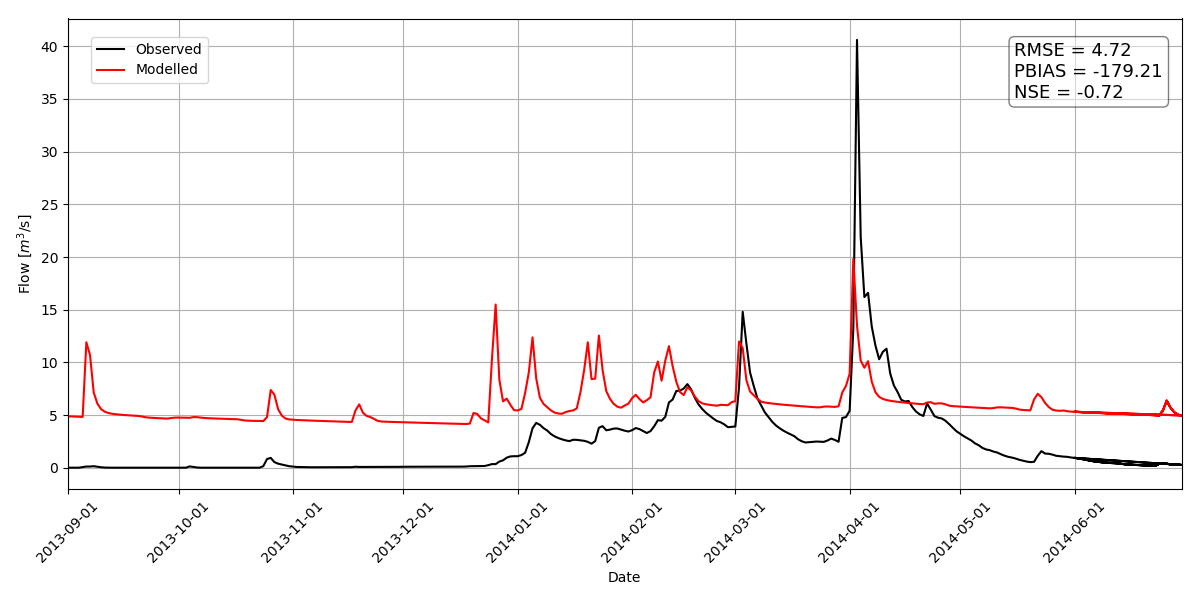 Observed
Modelled
RMSE = 4.72
PBIAS = -179.21
NSE = -0.72
40
35
30
25
20
15
10
5
0
Flow [m³/s]
2013-09-01
2013-10-01
2013-11-01
2013-12-01
2014-01-01
2014-02-01
2014-03-01
2014-04-01
2014-05-01
2014-06-01
Date